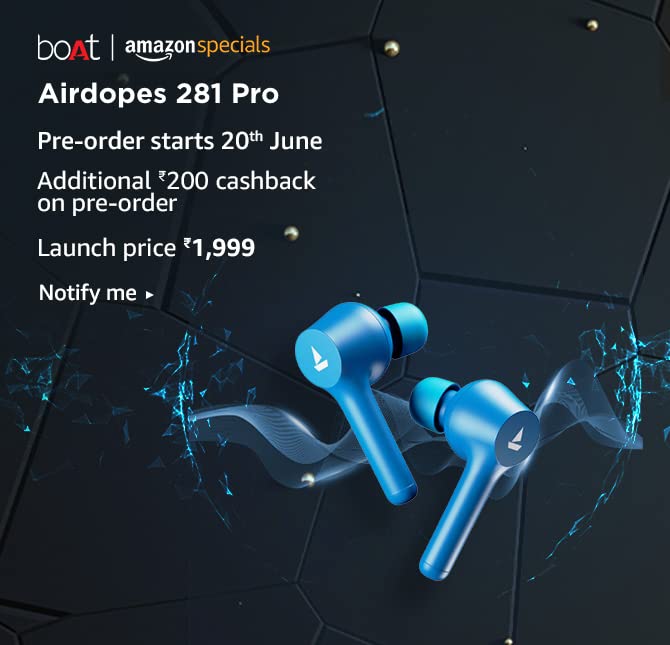 boAt | amazonspecials
Airdopes 281 Pro
Pre-order starts 20th June
Additional ₹200 cashback
on pre-order
Launch price ₹1,999
Notify me ▸